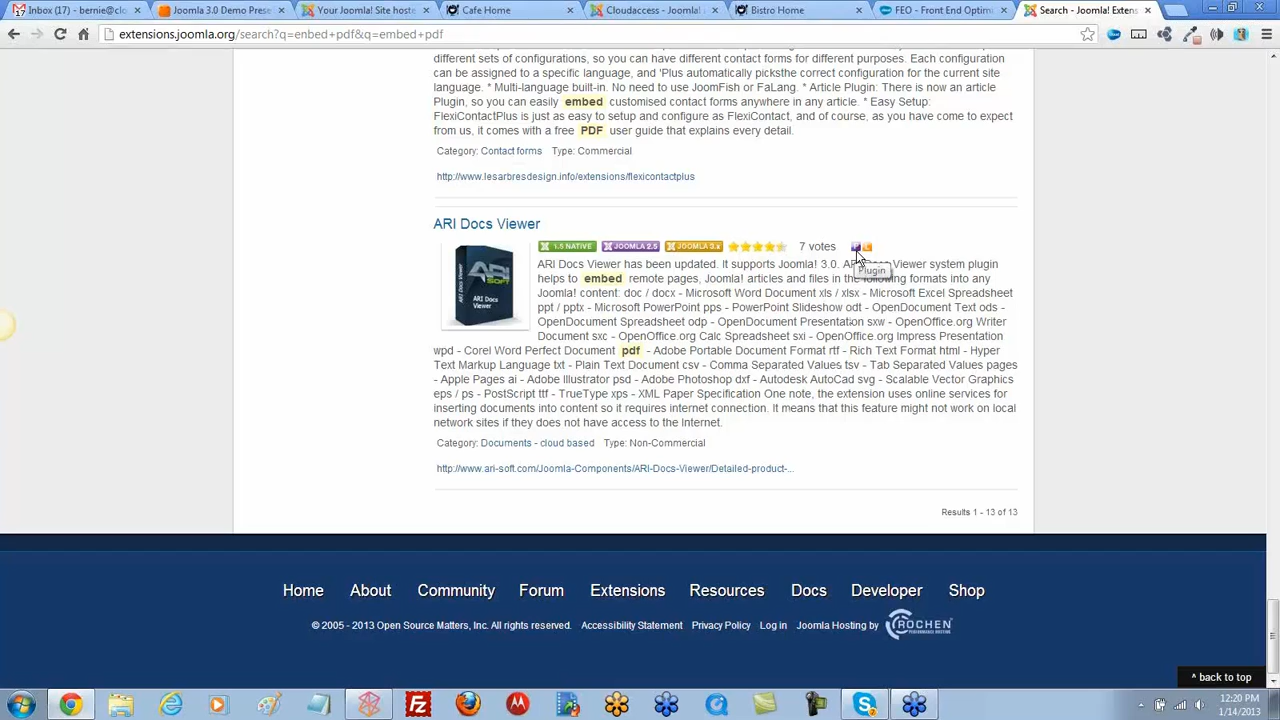 Inbox (1) - bernie@clo
Joomla 3.0 Demo Prese
Your Joomla! Site hoste
Cafe Home
Cloudaccess - Joomla! A
Bistro Home
FEO - Front End Optim
Search - Joomla! Exten
extensions.joomla.org/search?q=enbed+pdf&q=enbed+pdf
different sets of configurations, so you can have different contact forms for different purposes. Each configuration
can be assigned to a specific language, and 'Plus automatically picksthe correct configuration for the current site
language. * Multi-language built-in. No need to use JoomFish or FaLang. * Article Plugin: There is now an article
Plugin, so you can easily embed customised contact forms anywhere in any article. * Easy Setup:
FlexiContactPlus is just as easy to setup and configure as FlexiContact, and of course, as you have come to expect
from us, it comes with a free PDF user guide that explains every detail.
Category: Contact forms Type: Commercial
http://www.lesarbresdesign.info/extensions/flexicontactplus
ARI Docs Viewer
1.5 NATIVE JOOMLA 2.5 JOOMLA 3.x 7 votes P C
ARI Docs Viewer has been updated. It supports Joomla! 3.0. Viewer system plugin
Plugin
helps to embed remote pages, Joomla! articles and files in the following formats into any
Joomla! content: doc / docx - Microsoft Word Document xls / xlsx - Microsoft Excel Spreadsheet
ppt / pptx - Microsoft PowerPoint pps - PowerPoint Slideshow odt - OpenDocument Text ods -
OpenDocument Spreadsheet odp - OpenDocument Presentation sxw - OpenOffice.org Writer
Document sxc - OpenOffice.org Calc Spreadsheet sxi - OpenOffice.org Impress Presentation
wpd - Corel Word Perfect Document pdf - Adobe Portable Document Format rtf - Rich Text Format html - Hyper
Text Markup Language txt - Plain Text Document csv - Comma Separated Values tsv - Tab Separated Values pages
- Apple Pages ai - Adobe Illustrator psd - Adobe Photoshop dxf - Autodesk AutoCad svg - Scalable Vector Graphics
eps / ps - PostScript ttf - TrueType xps - XML Paper Specification One note, the extension uses online services for
inserting documents into content so it requires internet connection. It means that this feature might not work on local
network sites if they does not have access to the Internet.
ARI SOFT
ARI Docs
Viewer
Category: Documents - cloud based Type: Non-Commercial
http://www.ari-soft.com/Joomla-Components/ARI-Docs-Viewer/Detailed-product-...
Results 1 - 13 of 13
Home About Community Forum Extensions Resources Docs Developer Shop
© 2005 - 2013 Open Source Matters, Inc. All rights reserved. Accessibility Statement Privacy Policy Log in Joomla Hosting by ROCHEN
^ back to top
12:20 PM
1/14/2013